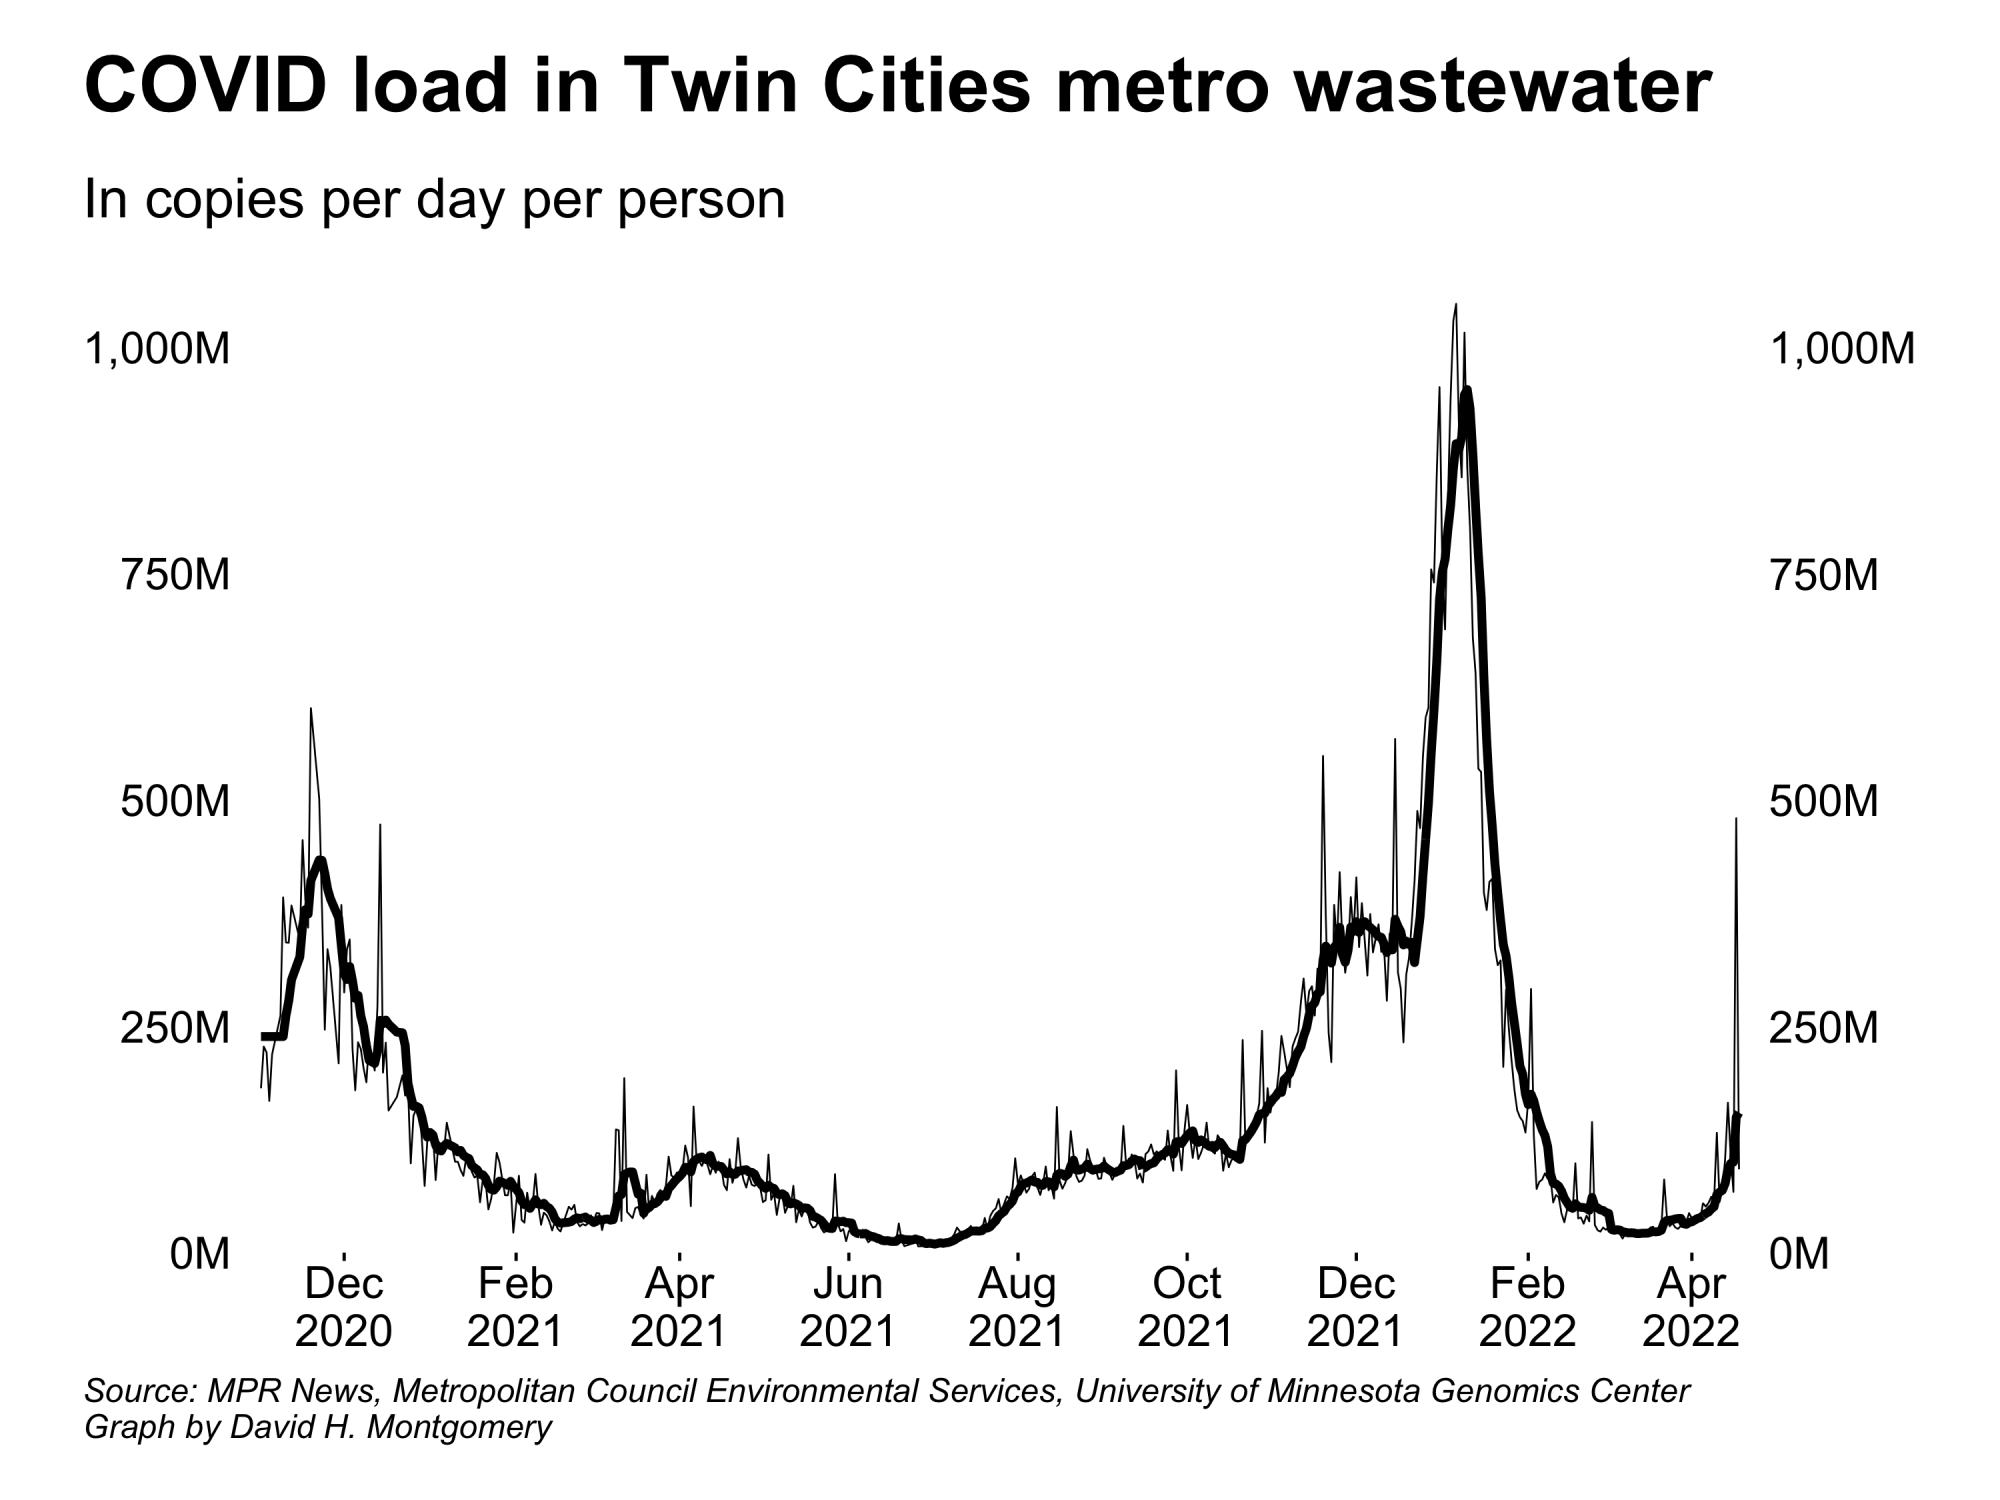 COVID load in Twin Cities metro wastewater
In copies per day per person
1,000M 1,000M
750M 750M
500M 500M
250M 250M
0M 0M
Dec Feb Apr Jun Aug Oct Dec Feb Apr
2020 2021 2021 2021 2021 2021 2021 2022 2022
Source: MPR News, Metropolitan Council Environmental Services, University of Minnesota Genomics Center
Graph by David H. Montgomery